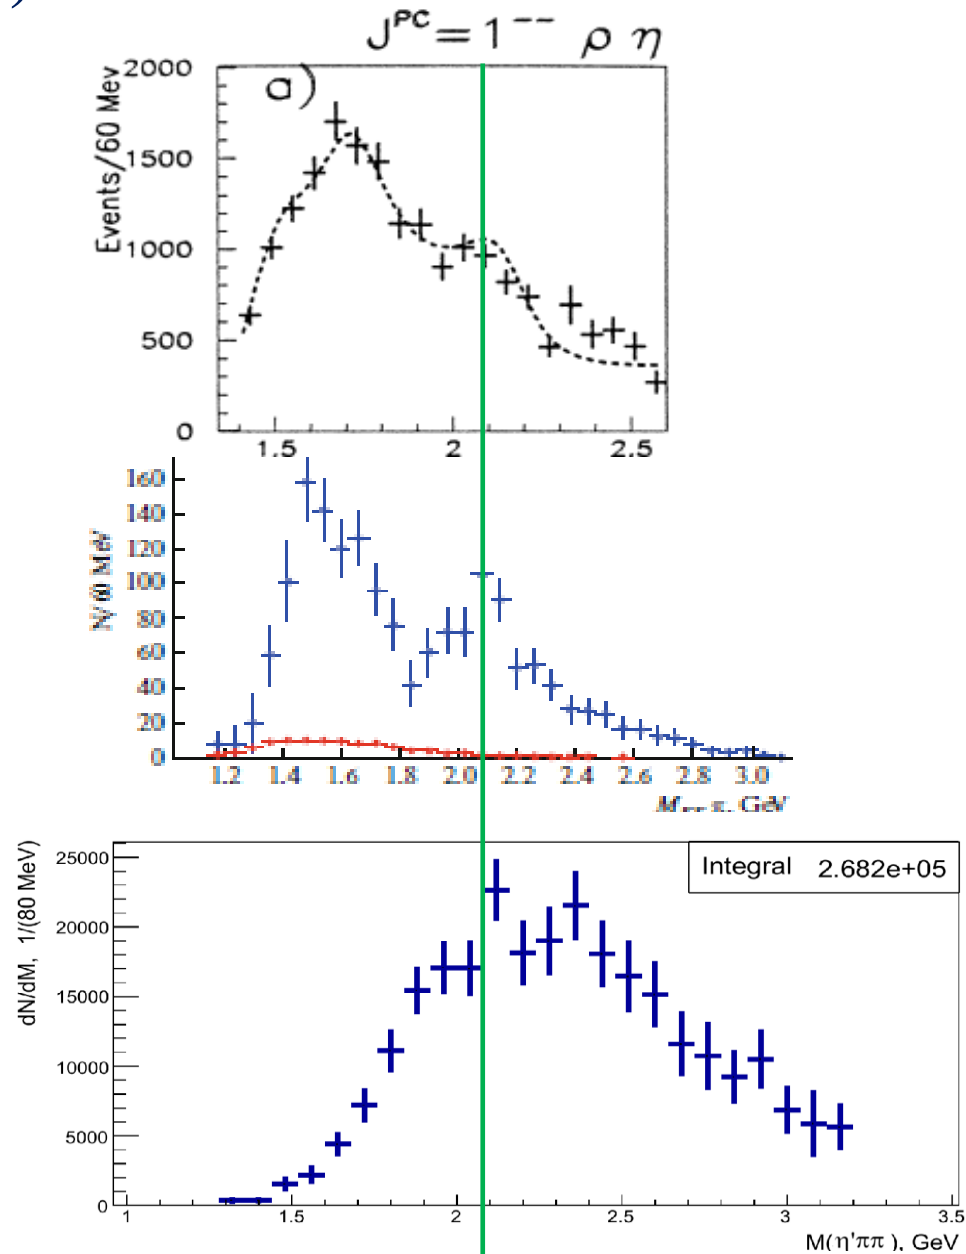 )
J^PC = 1^-- ρ η
a)
Events/60 Mev
2000
1500
1000
500
0
1.5 2 2.5
N/60 MeV
160
140
120
100
80
60
40
20
0
1.2 1.4 1.6 1.8 2.0 2.2 2.4 2.6 2.8 3.0
GeV
Integral 2.682e+05
dN/dM, 1/(80 MeV)
25000
20000
15000
10000
5000
0
1 1.5 2 2.5 3 3.5
M(η'ππ), GeV